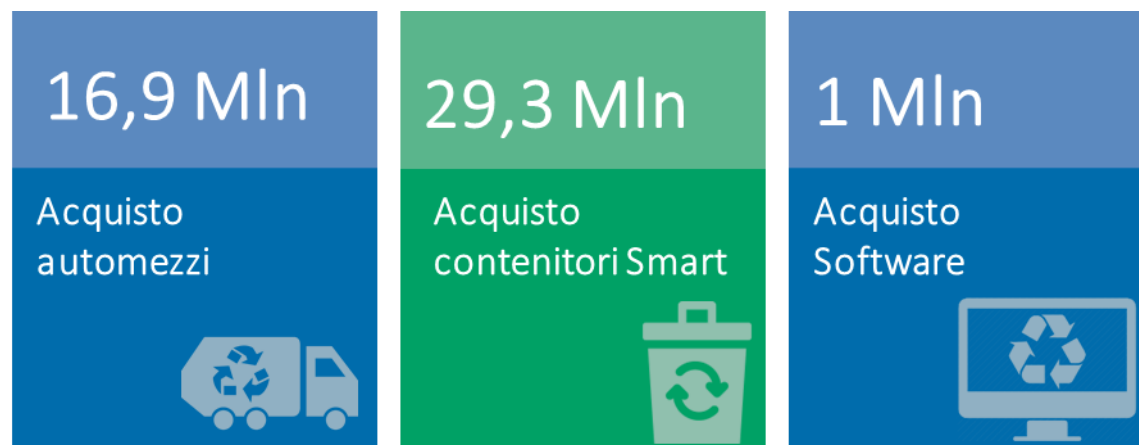 16,9 Mln
Acquisto
automezzi
29,3 Mln
Acquisto
contenitori Smart
1 Mln
Acquisto
Software